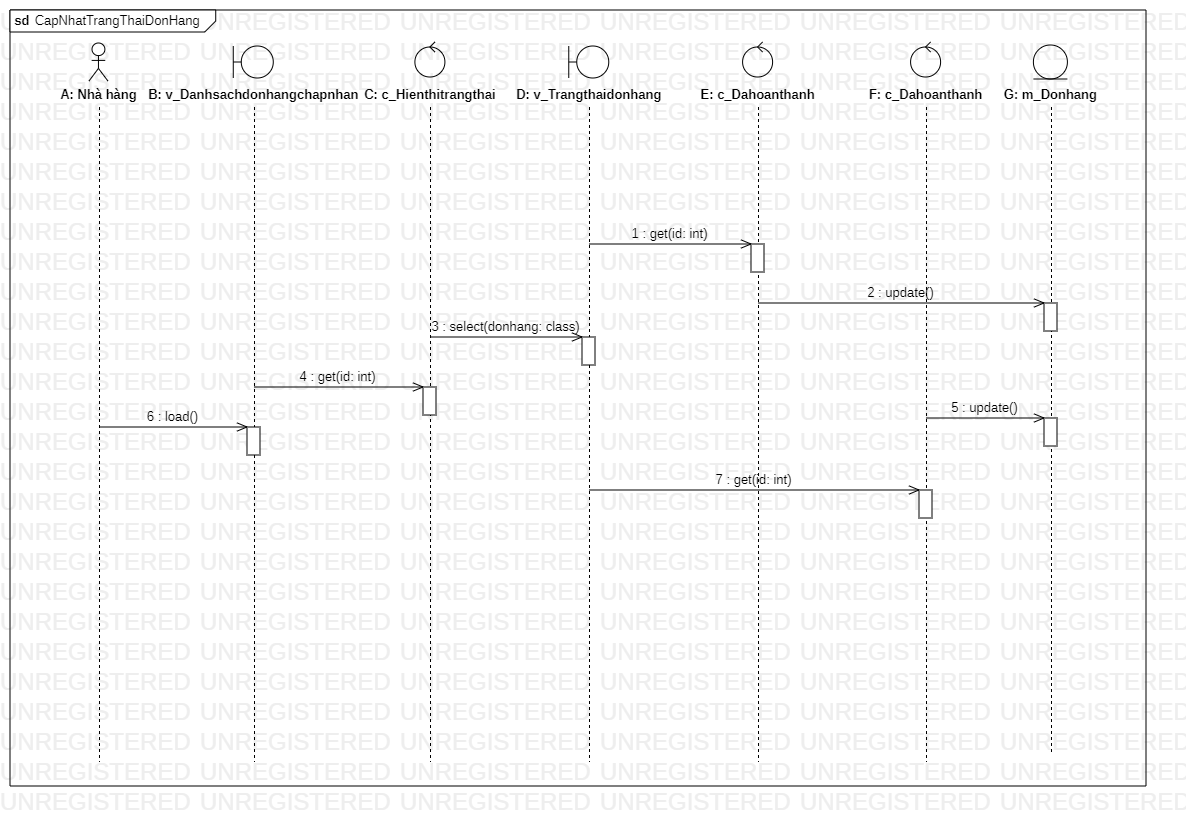 sd CapNhatTrangThaiDonHang
A: Nhà hàng B: v_Danhsachdonhangchapnhan C: c_Hienthitrangthai D: v_Trangthaidonhang E: c_Dahoanthanh F: c_Dahoanthanh G: m_Donhang
1 : get(id: int)
2 : update()
3 : select(donhang: class)
4 : get(id: int)
6 : load()
5 : update()
7 : get(id: int)
UNREGISTERED